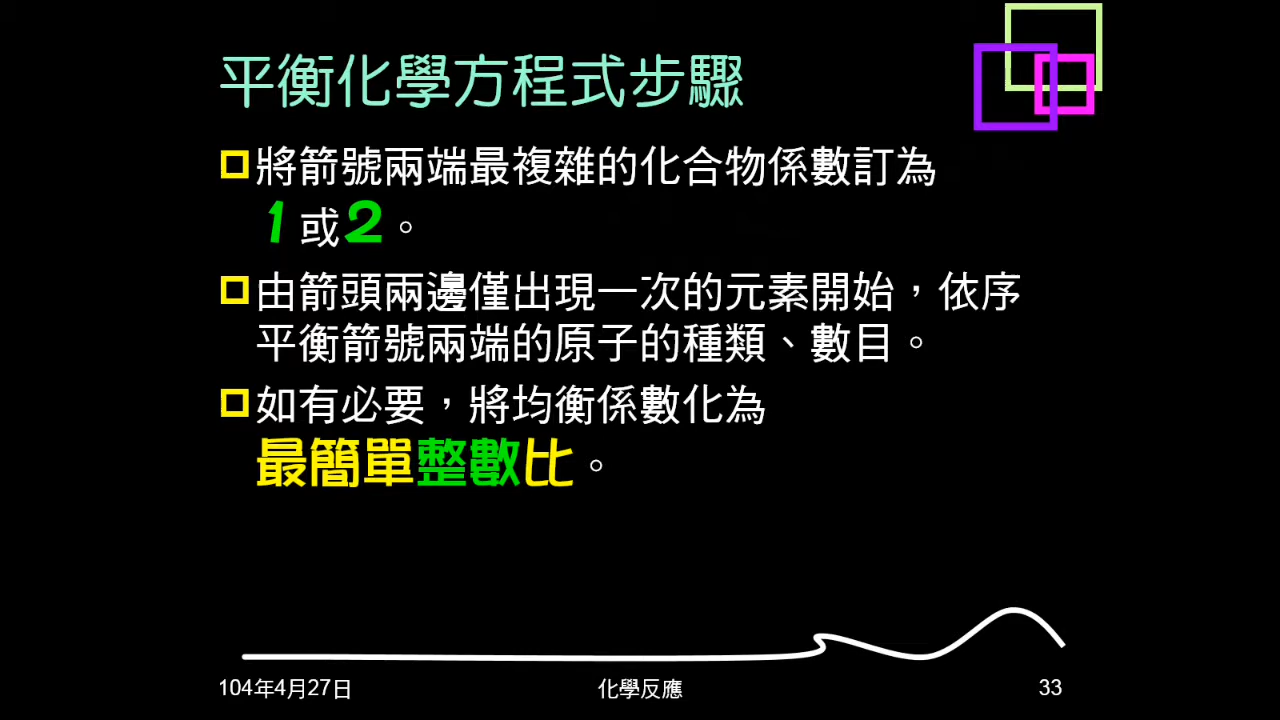 平衡化學方程式步驟
將箭號兩端最複雜的化合物係數訂為
1或2。
由箭頭兩邊僅出現一次的元素開始，依序
平衡箭號兩端的原子的種類、數目。
如有必要，將均衡係數化為
最簡單整數比。
104年4月27日
化學反應
33